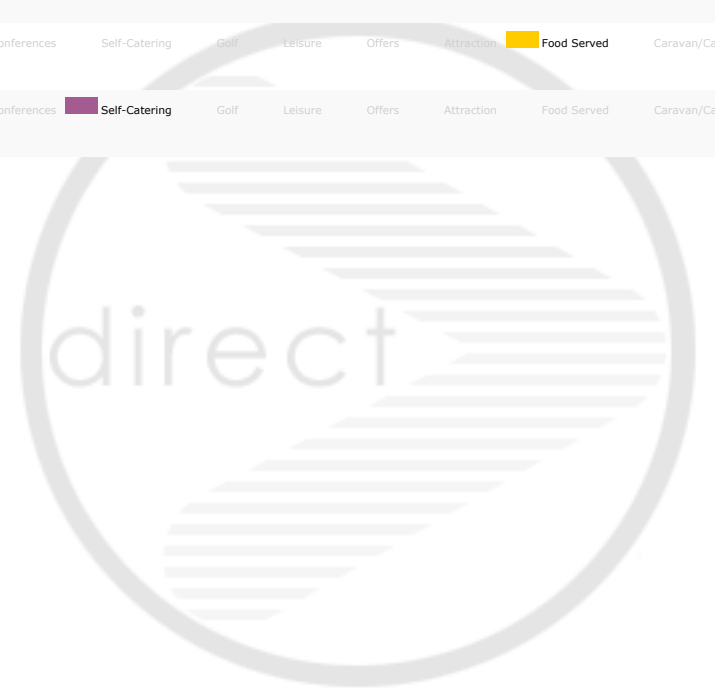 onferences Self-Catering Golf Leisure Offers Attraction Food Served Caravan/Ca
onferences Self-Catering Golf Leisure Offers Attraction Food Served Caravan/Ca
direct